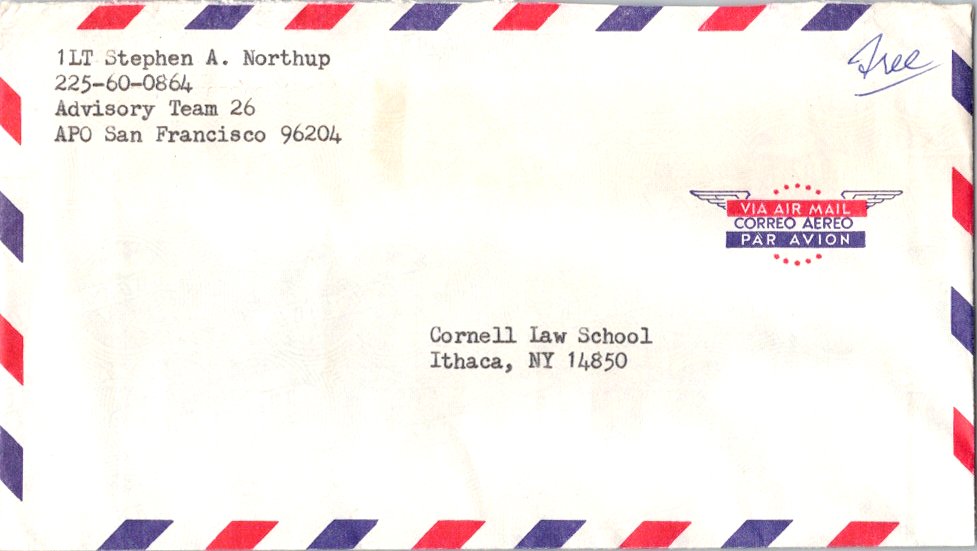 1LT Stephen A. Northup
225-60-0864
Advisory Team 26
APO San Francisco 96204
Free
VIA AIR MAIL
CORREO AEREO
PAR AVION
Cornell Law School
Ithaca, NY 14850